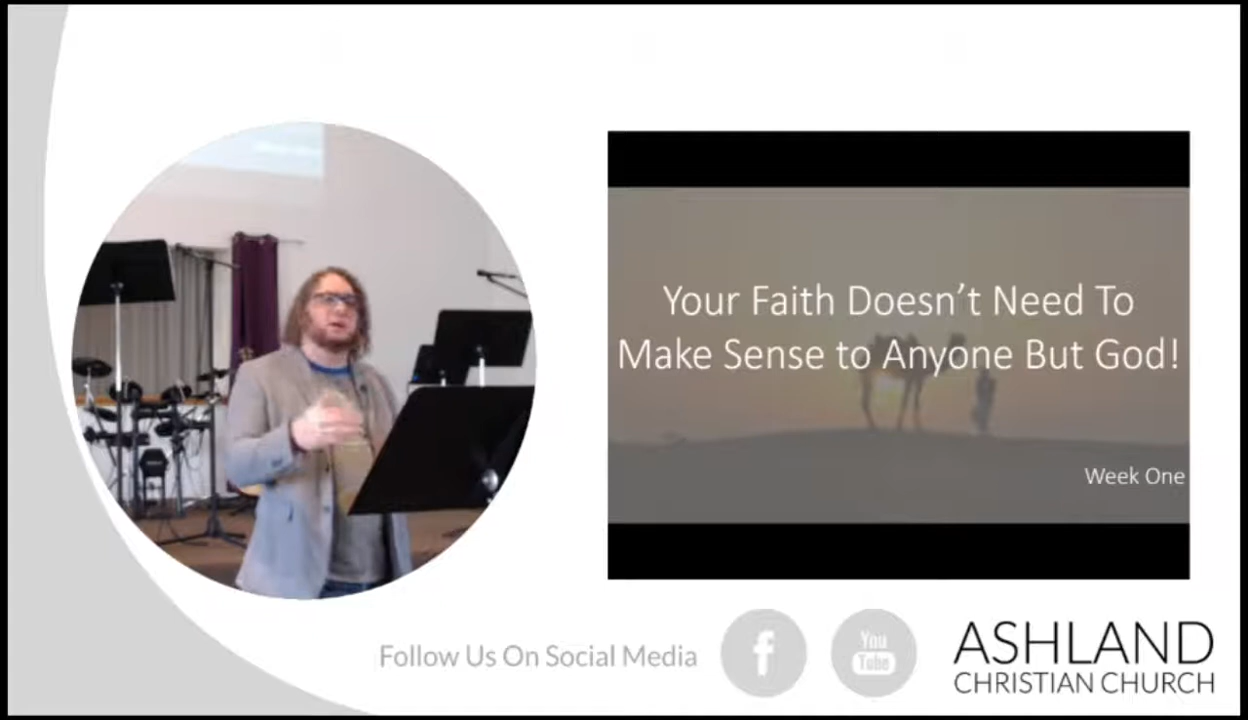 Your Faith Doesn’t Need To
Make Sense to Anyone But God!
Week One
Follow Us On Social Media
f
You
Tube
ASHLAND
CHRISTIAN CHURCH